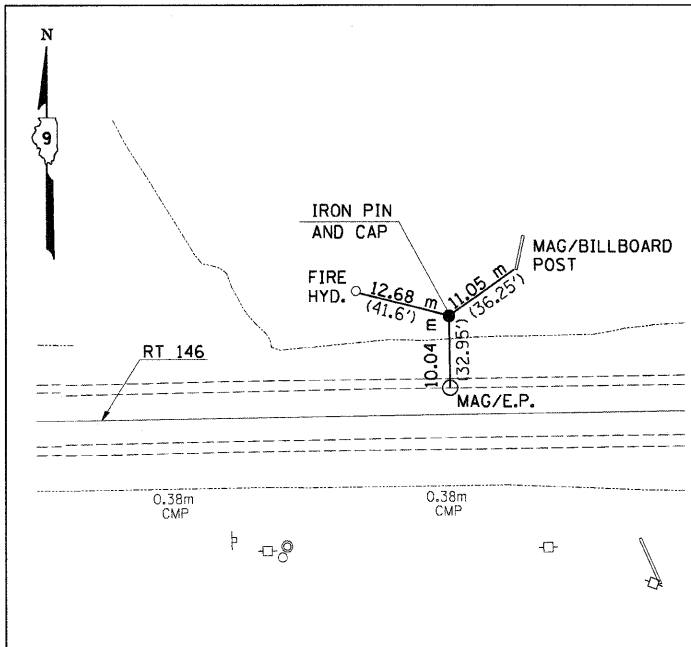 N
9
IRON PIN
AND CAP
MAG/BILLBOARD
POST
FIRE
HYD.
12.68 m
(41.6')
11.05 m
(36.25')
10.04 m
(32.95')
RT 146
MAG/E.P.
0.38m
CMP
0.38m
CMP